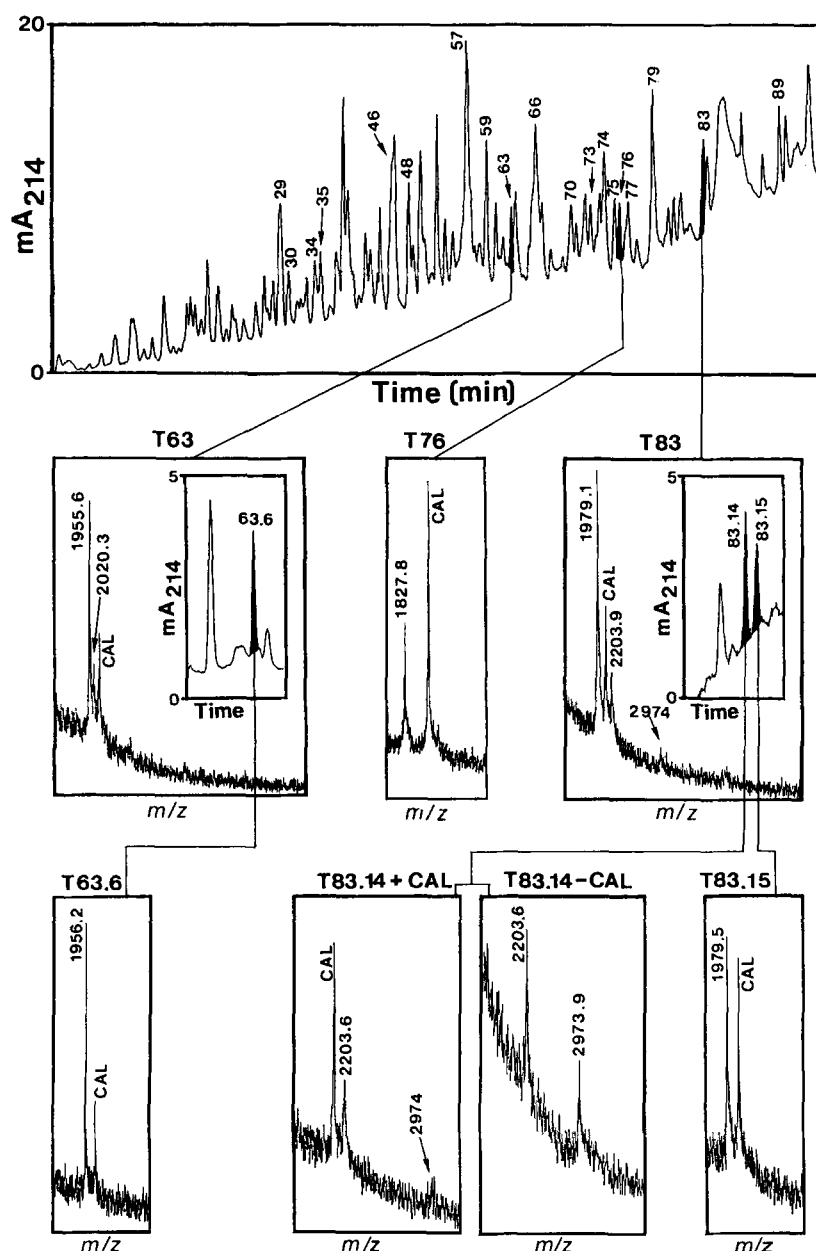 20
mA214
0
29
30
34
35
46
48
57
59
63
66
70
73
74
75
76
77
79
83
89
Time (min)
T63
T76
T83
1955.6
2020.3
CAL
5
mA214
0
63.6
Time
m/z
1827.8
CAL
m/z
1979.1
CAL
2203.9
2974
5
mA214
0
83.14
83.15
Time
m/z
T63.6
T83.14 + CAL
T83.14 - CAL
T83.15
1956.2
CAL
m/z
CAL
2203.6
2974
m/z
2203.6
2973.9
m/z
1979.5
CAL
m/z